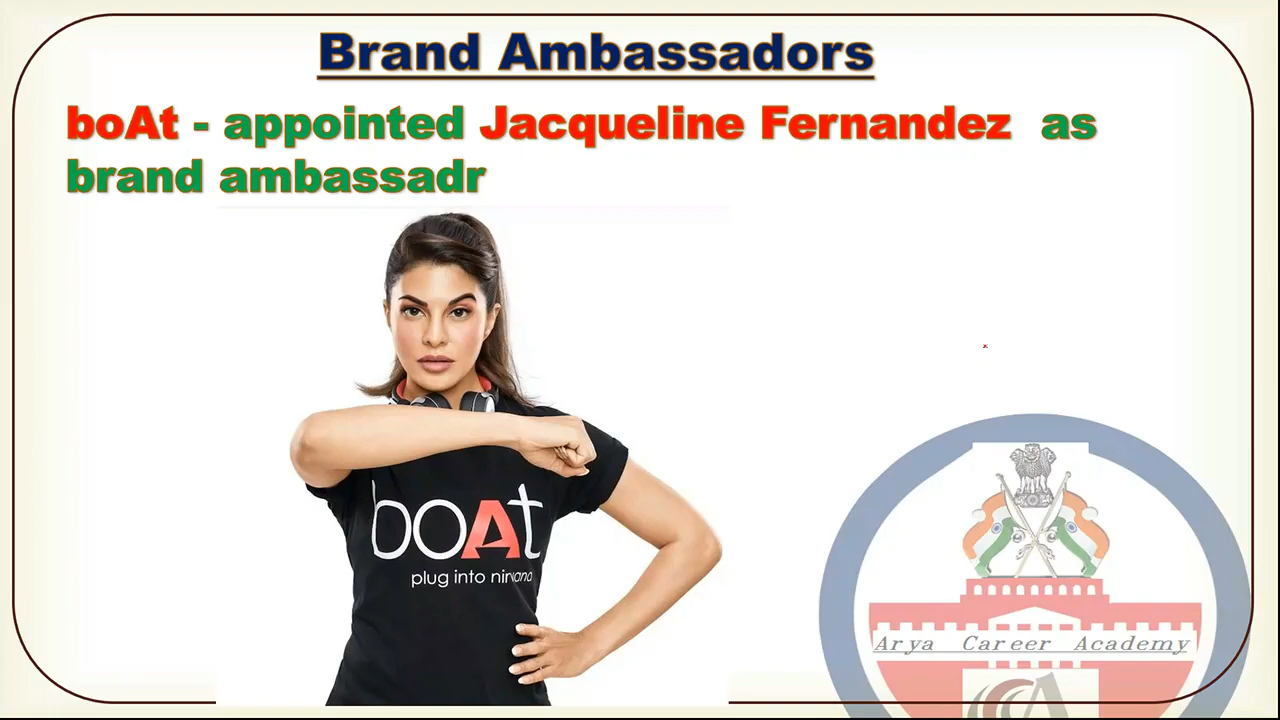 Brand Ambassadors
boAt - appointed Jacqueline Fernandez as
brand ambassadr
boAt
plug into nirvana
Arya Career Academy